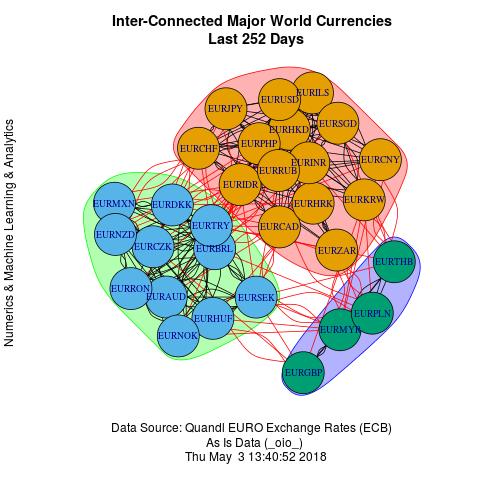 Inter-Connected Major World Currencies
Last 252 Days
Numerics & Machine Learning & Analytics
EURILS
EURUSD
EURJPY
EURSGD
EURHKD
EURPHP
EURCHF
EURINR
EURCNY
EURRUB
EURIDR
EURKRW
EURHRK
EURCAD
EURZAR
EURMXN
EURDKK
EURTRY
EURNZD
EURCZK
EURBRL
EURRON
EURAUD
EURSEK
EURHUF
EURNOK
EURTHB
EURPLN
EURMYR
EURGBP
Data Source: Quandl EURO Exchange Rates (ECB)
As Is Data (_oio_)
Thu May  3 13:40:52 2018